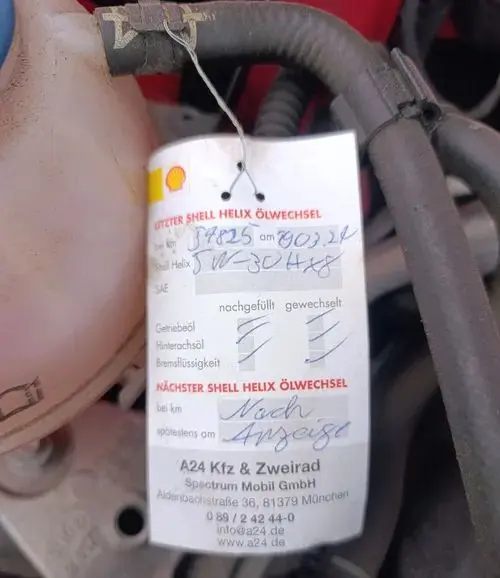 LETZTER SHELL HELIX ÖLWECHSEL
bei km 54825 am 19.03.21
Shell Helix 5W-30 HX8
SAE
nachgefüllt gewechselt
Getriebeöl
Hinterachsöl
Bremsflüssigkeit
NÄCHSTER SHELL HELIX ÖLWECHSEL
bei km Nach
spätestens am Anzeige
A24 Kfz & Zweirad
Spectrum Mobil GmbH
Aidenbachstraße 36, 81379 München
0 89 / 2 42 44-0
info@a24.de
www.a24.de